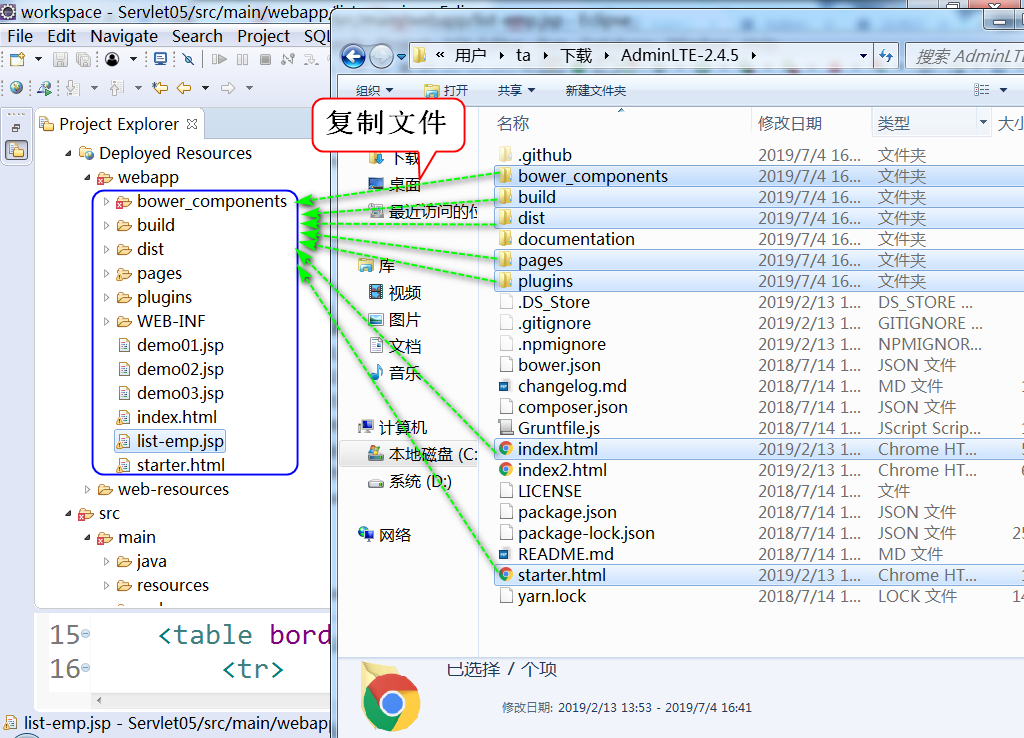 workspace - Servlet05/src/main/webapp/
File Edit Navigate Search Project SQL
Project Explorer
Deployed Resources
webapp
bower_components
build
dist
pages
plugins
WEB-INF
demo01.jsp
demo02.jsp
demo03.jsp
index.html
list-emp.jsp
starter.html
web-resources
src
main
java
resources
15 <table bord
16 <tr>
list-emp.jsp - Servlet05/src/main/webapp
复制文件
« 用户 ta 下载 AdminLTE-2.4.5
搜索 AdminLT
组织 打开 共享 新建文件夹
下载
桌面
最近访问的位
库
视频
图片
文档
音乐
计算机
本地磁盘 (C:
系统 (D:)
网络
名称 修改日期 类型 大小
.github 2019/7/4 16... 文件夹
bower_components 2019/7/4 16... 文件夹
build 2019/7/4 16... 文件夹
dist 2019/7/4 16... 文件夹
documentation 2019/7/4 16... 文件夹
pages 2019/7/4 16... 文件夹
plugins 2019/7/4 16... 文件夹
.DS_Store 2019/2/13 1... DS_STORE ...
.gitignore 2019/2/13 1... GITIGNORE ...
.npmignore 2019/2/13 1... NPMIGNOR...
bower.json 2018/7/14 1... JSON 文件
changelog.md 2018/7/14 1... MD 文件
composer.json 2018/7/14 1... JSON 文件
Gruntfile.js 2018/7/14 1... JScript Scrip...
index.html 2019/2/13 1... Chrome HT...
index2.html 2019/2/13 1... Chrome HT...
LICENSE 2018/7/14 1... 文件
package.json 2018/7/14 1... JSON 文件
package-lock.json 2018/7/14 1... JSON 文件 25
README.md 2018/7/14 1... MD 文件
starter.html 2019/2/13 1... Chrome HT...
yarn.lock 2018/7/14 1... LOCK 文件 14
已选择 7 个项
修改日期: 2019/2/13 13:53 - 2019/7/4 16:41